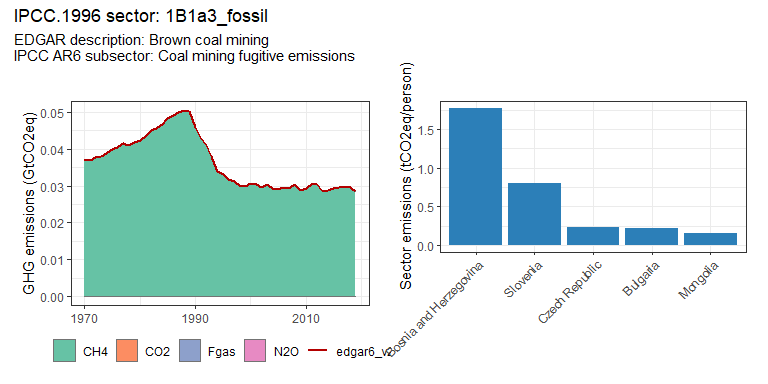 IPCC.1996 sector: 1B1a3_fossil
EDGAR description: Brown coal mining
IPCC AR6 subsector: Coal mining fugitive emissions
GHG emissions (GtCO2eq)
0.05
0.04
0.03
0.02
0.01
0.00
1970
1990
2010
CH4
CO2
Fgas
N2O
edgar6_v
Sector emissions (tCO2eq/person)
1.5
1.0
0.5
0.0
Bosnia and Herzegovina
Slovenia
Czech Republic
Bulgaria
Mongolia